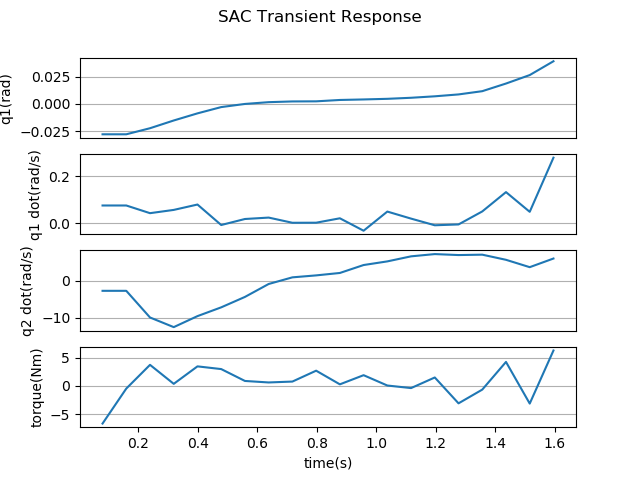 SAC Transient Response
q1(rad)
0.025
0.000
−0.025
q1 dot(rad/s)
0.2
0.0
q2 dot(rad/s)
0
−10
torque(Nm)
5
0
−5
0.2 0.4 0.6 0.8 1.0 1.2 1.4 1.6
time(s)